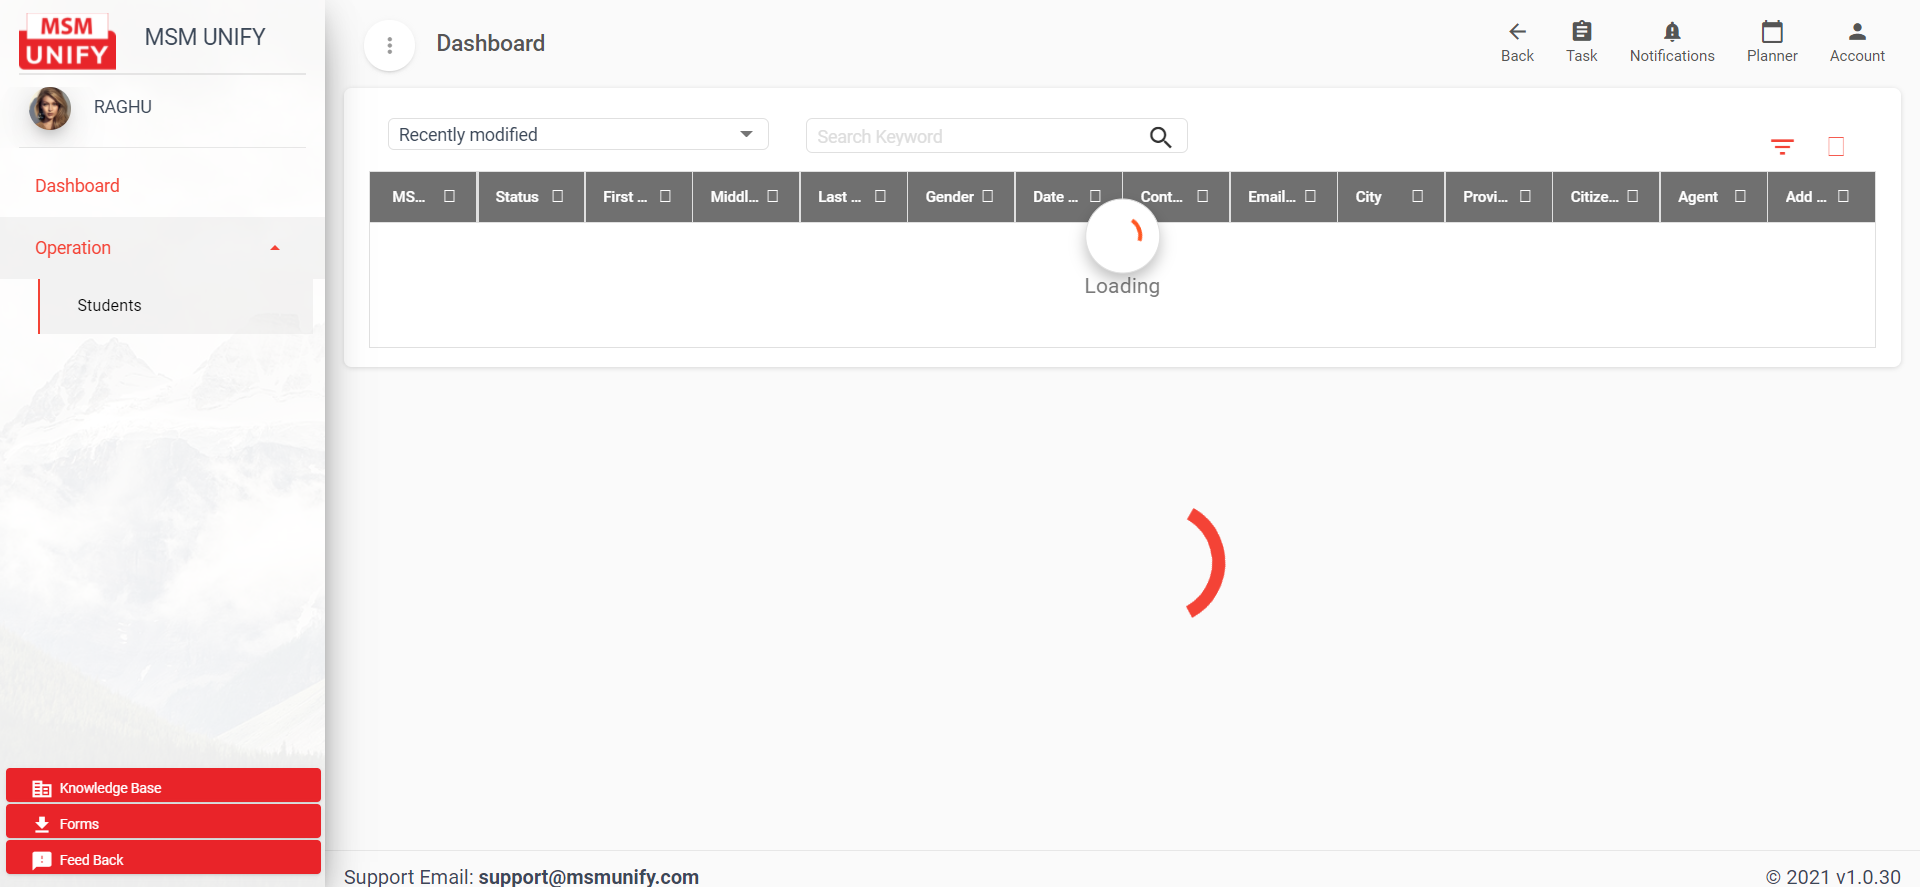 MSM
UNIFY
MSM UNIFY
RAGHU
Dashboard
Operation
Students
Knowledge Base
Forms
Feed Back
Dashboard
Back
Task
Notifications
Planner
Account
Recently modified
Search Keyword
MS... Status First ... Middl... Last ... Gender Date ... Cont... Email... City Provi... Citize... Agent Add ...
Loading
Support Email: support@msmunify.com
© 2021 v1.0.30